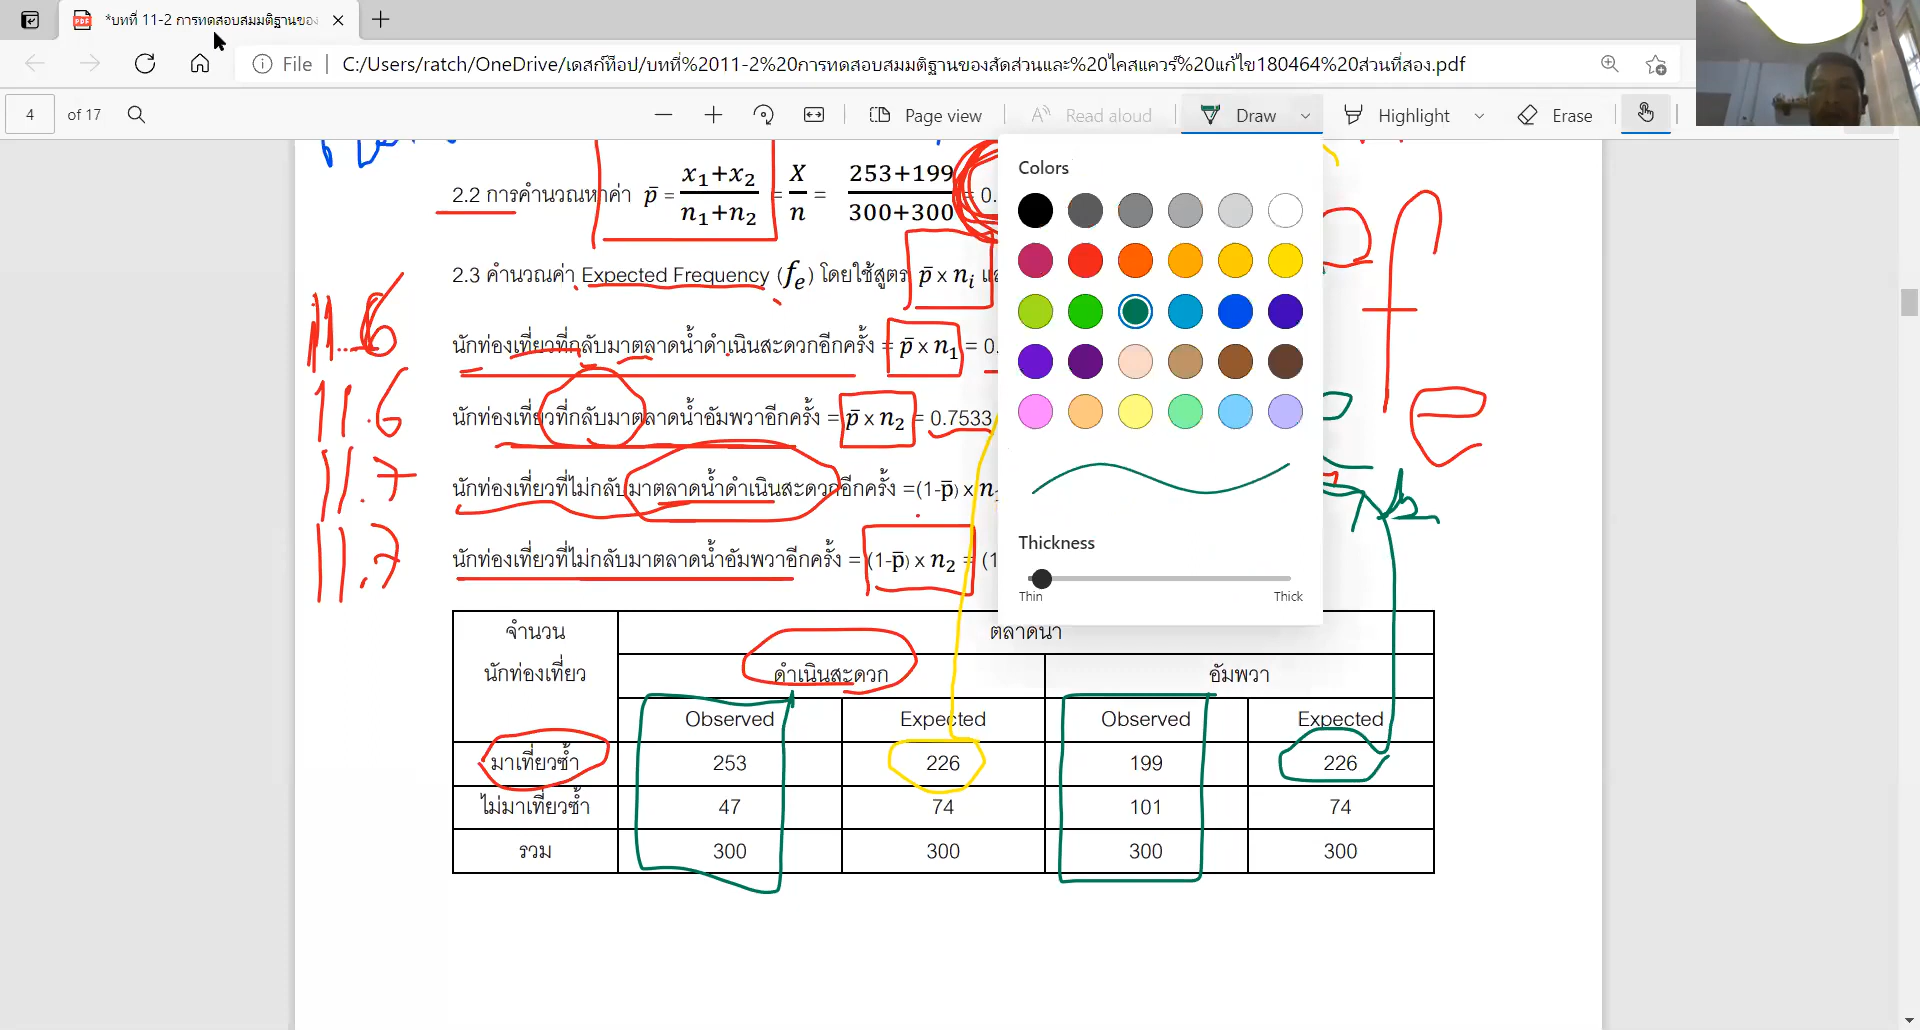 *บทที่ 11-2 การทดสอบสมมติฐานของ
File C:/Users/ratch/OneDrive/เดสก์ท็อป/บทที่%2011-2%20การทดสอบสมมติฐานของสัดส่วนและ%20ไคสแควร์%20แก้ไข180464%20ส่วนที่สอง.pdf
4 of 17 Page view Read aloud Draw Highlight Erase
2.2 การคำนวณหาค่า p̄ = x₁+x₂ / n₁+n₂ = X / n = 253+199 / 300+300 = 0.
2.3 คำนวณค่า Expected Frequency (fₑ) โดยใช้สูตร p̄ x nᵢ
นักท่องเที่ยวที่กลับมาตลาดน้ำดำเนินสะดวกอีกครั้ง = p̄ x n₁ = 0.
นักท่องเที่ยวที่กลับมาตลาดน้ำอัมพวาอีกครั้ง = p̄ x n₂ = 0.7533
นักท่องเที่ยวที่ไม่กลับมาตลาดน้ำดำเนินสะดวกอีกครั้ง =(1-p̄) x n₁
นักท่องเที่ยวที่ไม่กลับมาตลาดน้ำอัมพวาอีกครั้ง = (1-p̄) x n₂ = (1
11.6
11.6
11.7
11.7
fe
Colors
Thickness
Thin Thick
จำนวน ตลาดน้ำ
นักท่องเที่ยว ดำเนินสะดวก อัมพวา
Observed Expected Observed Expected
มาเที่ยวซ้ำ 253 226 199 226
ไม่มาเที่ยวซ้ำ 47 74 101 74
รวม 300 300 300 300